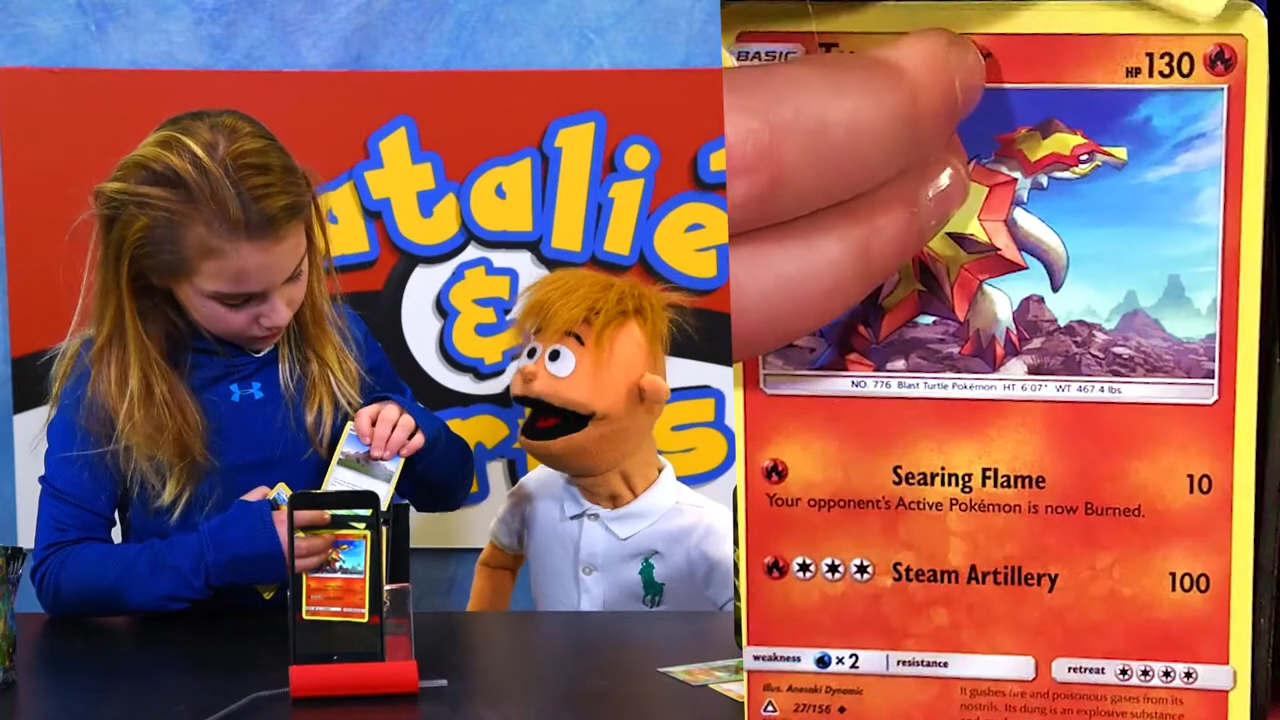 atalie
&
BASIC
HP 130
NO. 776 Blast Turtle Pokémon HT: 6'07" WT: 467.4 lbs.
Searing Flame 10
Your opponent's Active Pokémon is now Burned.
Steam Artillery 100
weakness ×2 resistance retreat
Illus. Anesaki Dynamic
27/156
It gushes fire and poisonous gases from its
nostrils. Its dung is an explosive substance